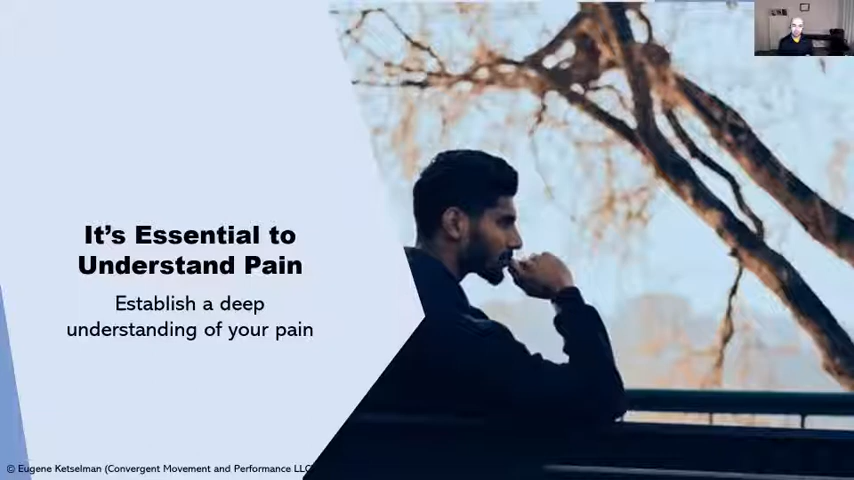 It's Essential to
Understand Pain
Establish a deep
understanding of your pain
© Eugene Ketselman (Convergent Movement and Performance LLC